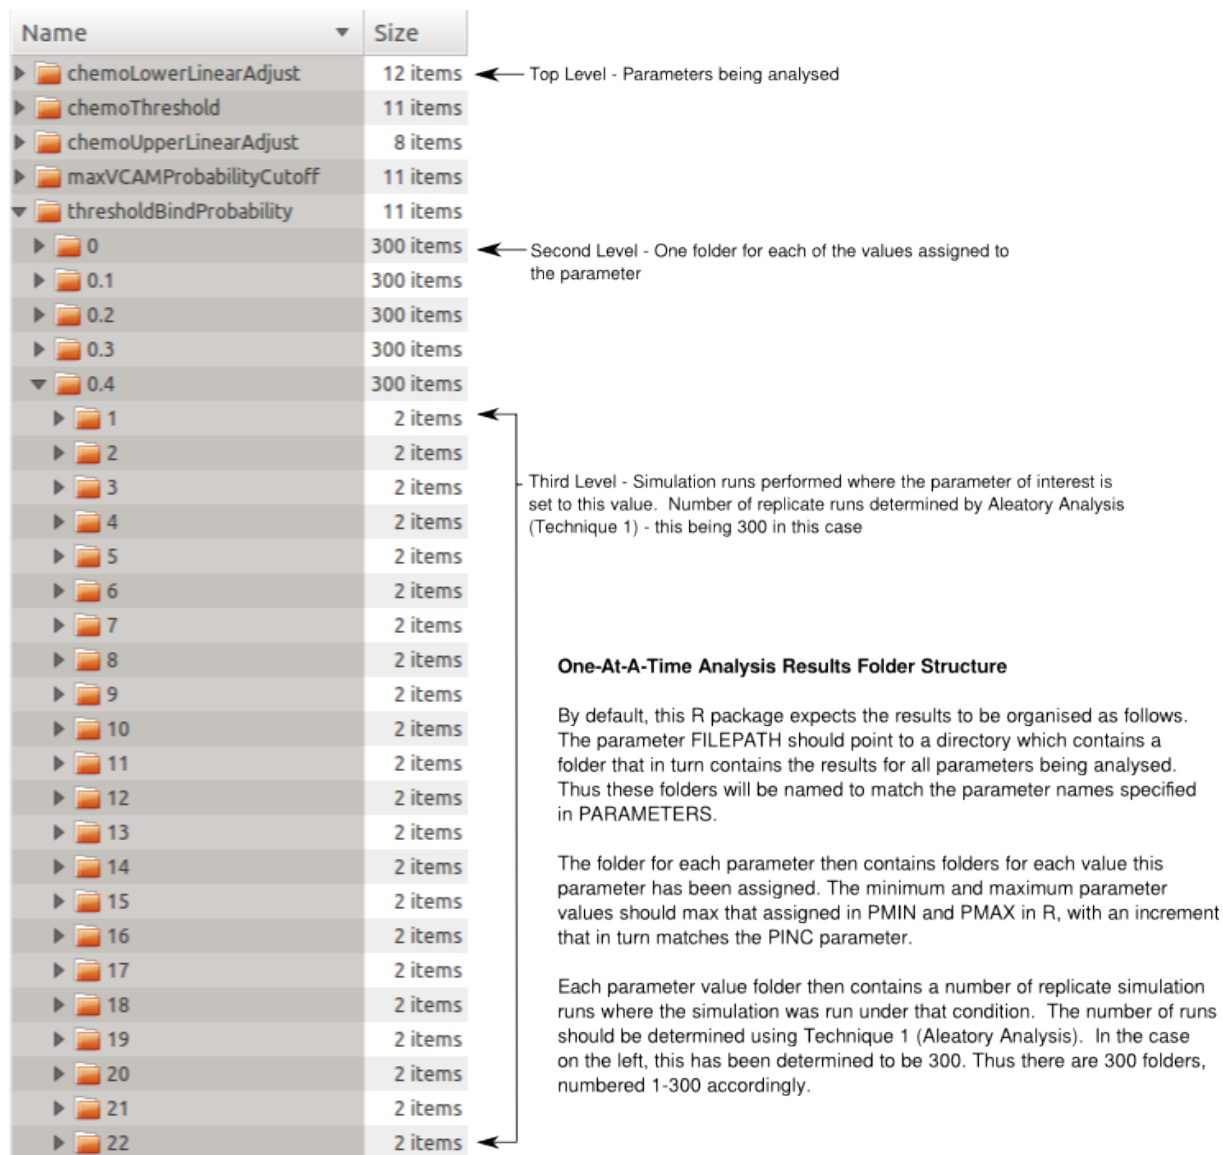 Name Size
chemoLowerLinearAdjust 12 items
Top Level - Parameters being analysed
chemoThreshold 11 items
chemoUpperLinearAdjust 8 items
maxVCAMProbabilityCutoff 11 items
thresholdBindProbability 11 items
0 300 items
Second Level - One folder for each of the values assigned to
the parameter
0.1 300 items
0.2 300 items
0.3 300 items
0.4 300 items
1 2 items
2 2 items
3 2 items
4 2 items
5 2 items
6 2 items
7 2 items
8 2 items
9 2 items
10 2 items
11 2 items
12 2 items
13 2 items
14 2 items
15 2 items
16 2 items
17 2 items
18 2 items
19 2 items
20 2 items
21 2 items
22 2 items
Third Level - Simulation runs performed where the parameter of interest is
set to this value. Number of replicate runs determined by Aleatory Analysis
(Technique 1) - this being 300 in this case
One-At-A-Time Analysis Results Folder Structure
By default, this R package expects the results to be organised as follows.
The parameter FILEPATH should point to a directory which contains a
folder that in turn contains the results for all parameters being analysed.
Thus these folders will be named to match the parameter names specified
in PARAMETERS.
The folder for each parameter then contains folders for each value this
parameter has been assigned. The minimum and maximum parameter
values should max that assigned in PMIN and PMAX in R, with an increment
that in turn matches the PINC parameter.
Each parameter value folder then contains a number of replicate simulation
runs where the simulation was run under that condition. The number of runs
should be determined using Technique 1 (Aleatory Analysis). In the case
on the left, this has been determined to be 300. Thus there are 300 folders,
numbered 1-300 accordingly.